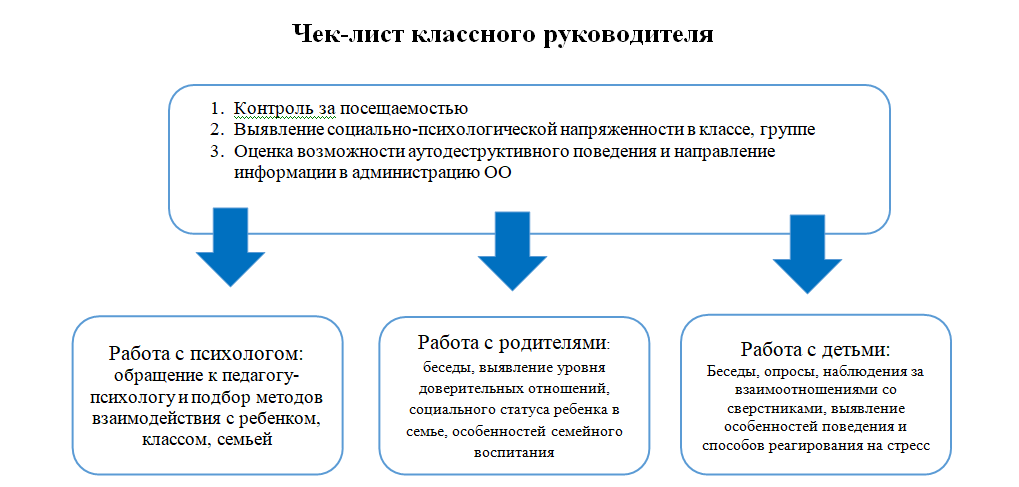 Чек-лист классного руководителя
1. Контроль за посещаемостью
2. Выявление социально-психологической напряженности в классе, группе
3. Оценка возможности аутодеструктивного поведения и направление
информации в администрацию ОО
Работа с психологом:
обращение к педагогу-
психологу и подбор методов
взаимодействия с ребенком,
классом, семьей
Работа с родителями:
беседы, выявление уровня
доверительных отношений,
социального статуса ребенка в
семье, особенностей семейного
воспитания
Работа с детьми:
Беседы, опросы, наблюдения за
взаимоотношениями со
сверстниками, выявление
особенностей поведения и
способов реагирования на стресс